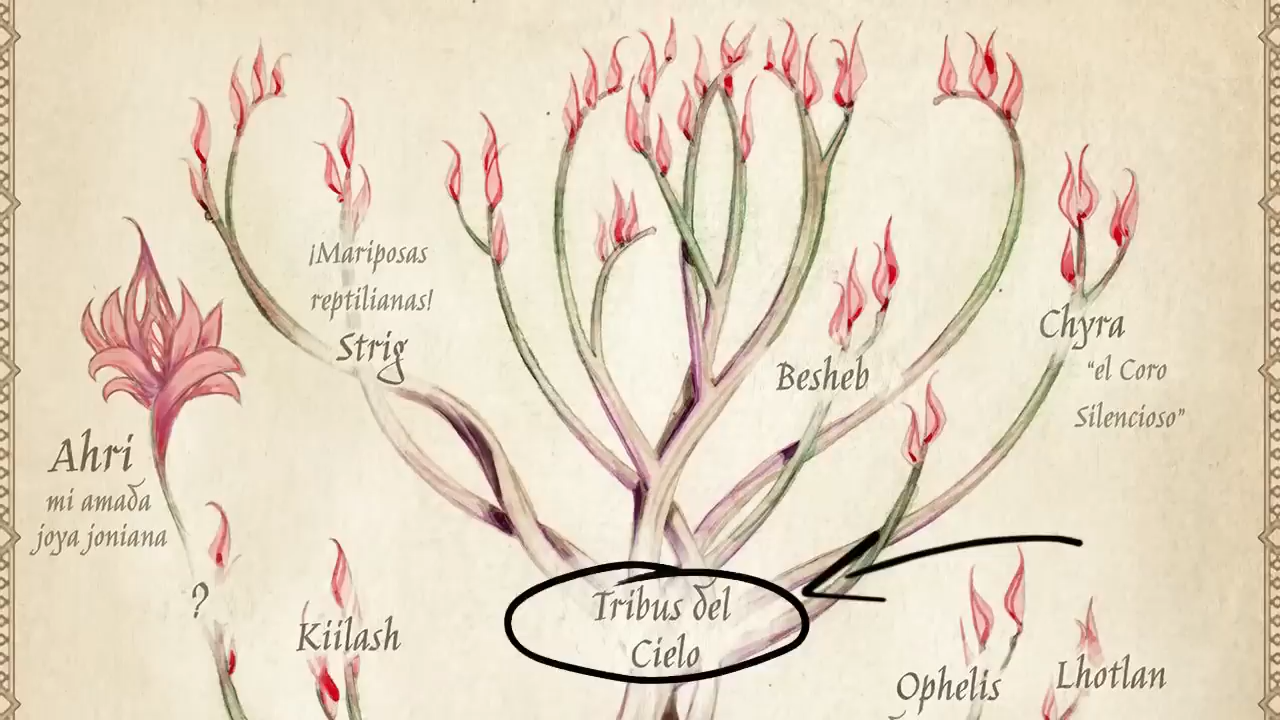 ¡Mariposas
reptilianas!
Strig
Chyra
"el Coro
Silencioso"
Besheb
Ahri
mi amada
joya joniana
?
Kiilash
Tribus del
Cielo
Ophelis
Lhotlan